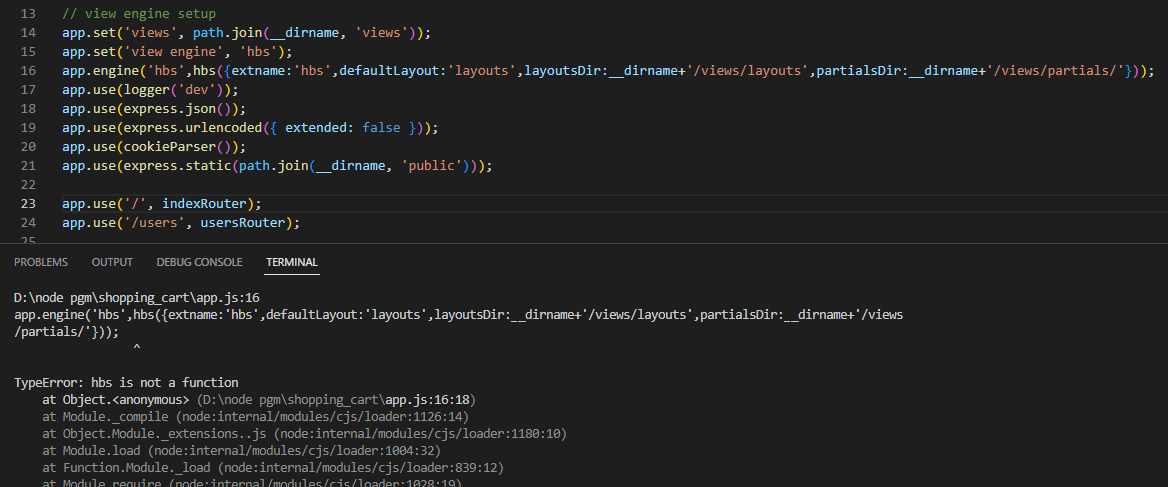 13 // view engine setup
14 app.set('views', path.join(__dirname, 'views'));
15 app.set('view engine', 'hbs');
16 app.engine('hbs',hbs({extname:'hbs',defaultLayout:'layouts',layoutsDir:__dirname+'/views/layouts',partialsDir:__dirname+'/views/partials/'}));
17 app.use(logger('dev'));
18 app.use(express.json());
19 app.use(express.urlencoded({ extended: false }));
20 app.use(cookieParser());
21 app.use(express.static(path.join(__dirname, 'public')));
22
23 app.use('/', indexRouter);
24 app.use('/users', usersRouter);
25
PROBLEMS OUTPUT DEBUG CONSOLE TERMINAL
D:\node pgm\shopping_cart\app.js:16
app.engine('hbs',hbs({extname:'hbs',defaultLayout:'layouts',layoutsDir:__dirname+'/views/layouts',partialsDir:__dirname+'/views
/partials/'}));
^
TypeError: hbs is not a function
at Object.<anonymous> (D:\node pgm\shopping_cart\app.js:16:18)
at Module._compile (node:internal/modules/cjs/loader:1126:14)
at Object.Module._extensions..js (node:internal/modules/cjs/loader:1180:10)
at Module.load (node:internal/modules/cjs/loader:1004:32)
at Function.Module._load (node:internal/modules/cjs/loader:839:12)
at Module.require (node:internal/modules/cjs/loader:1028:19)